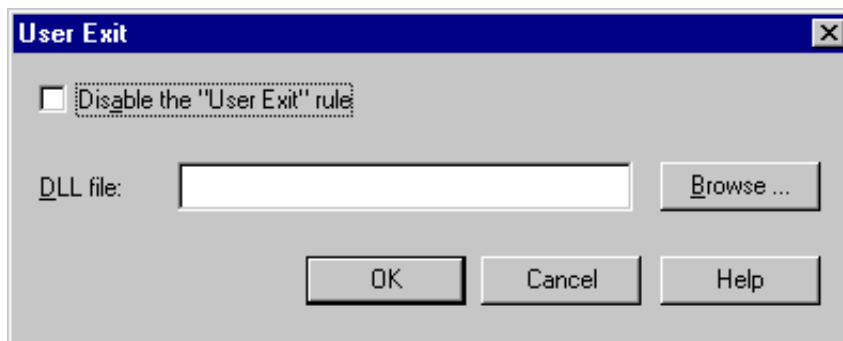 User Exit
Disable the "User Exit" rule
DLL file:
Browse ...
OK
Cancel
Help